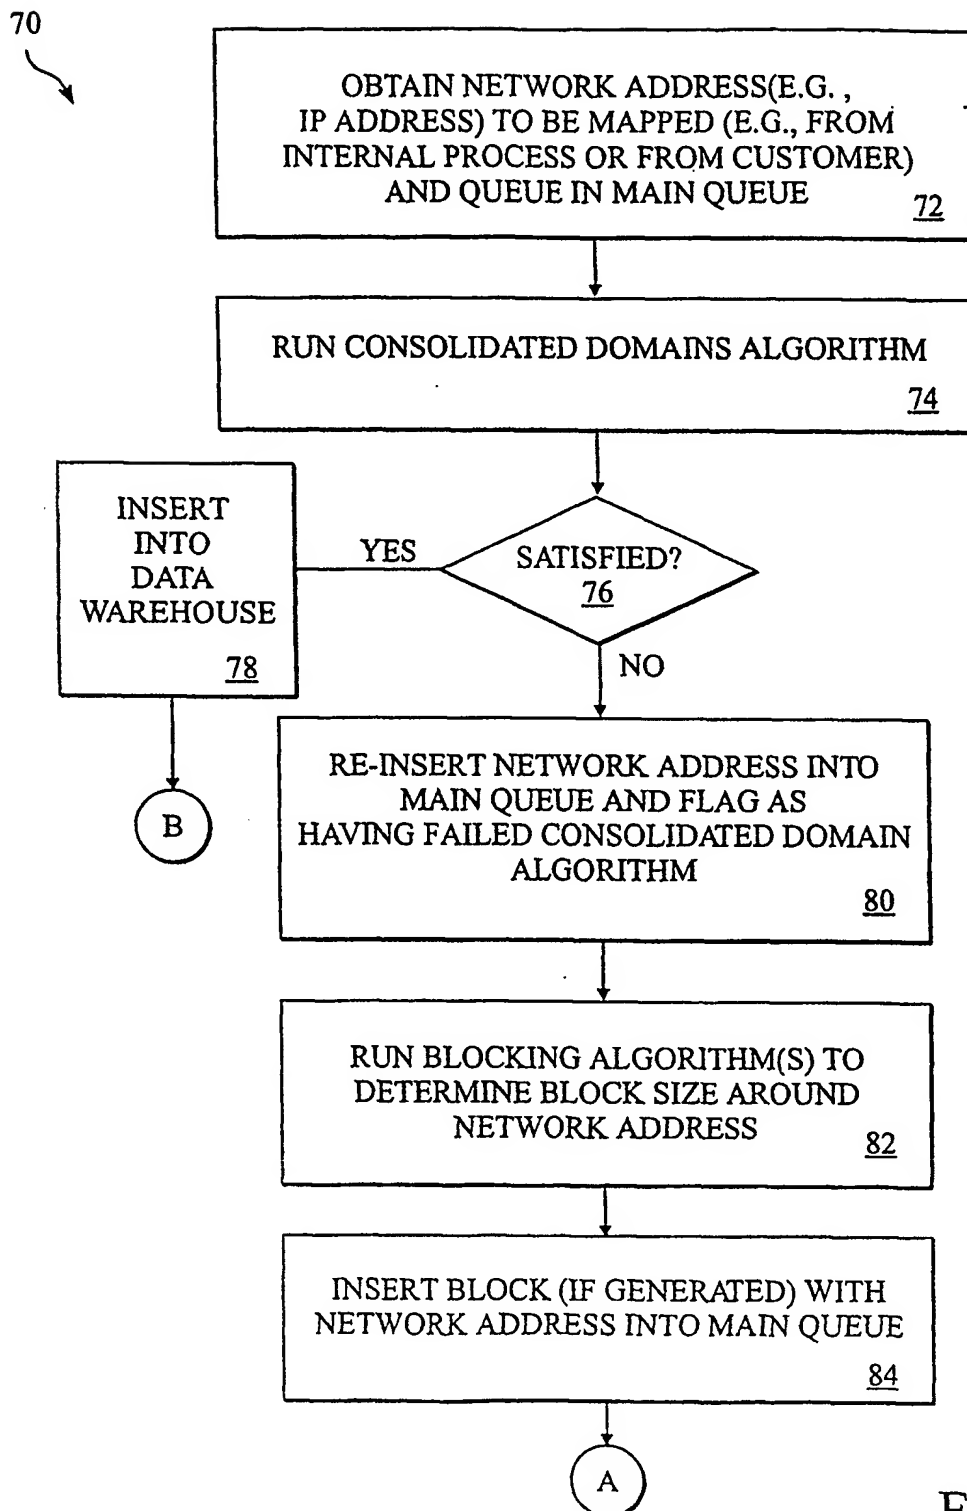 70
OBTAIN NETWORK ADDRESS(E.G. ,
IP ADDRESS) TO BE MAPPED (E.G., FROM
INTERNAL PROCESS OR FROM CUSTOMER)
AND QUEUE IN MAIN QUEUE
72
RUN CONSOLIDATED DOMAINS ALGORITHM
74
SATISFIED?
76
YES
INSERT
INTO
DATA
WAREHOUSE
78
B
NO
RE-INSERT NETWORK ADDRESS INTO
MAIN QUEUE AND FLAG AS
HAVING FAILED CONSOLIDATED DOMAIN
ALGORITHM
80
RUN BLOCKING ALGORITHM(S) TO
DETERMINE BLOCK SIZE AROUND
NETWORK ADDRESS
82
INSERT BLOCK (IF GENERATED) WITH
NETWORK ADDRESS INTO MAIN QUEUE
84
A